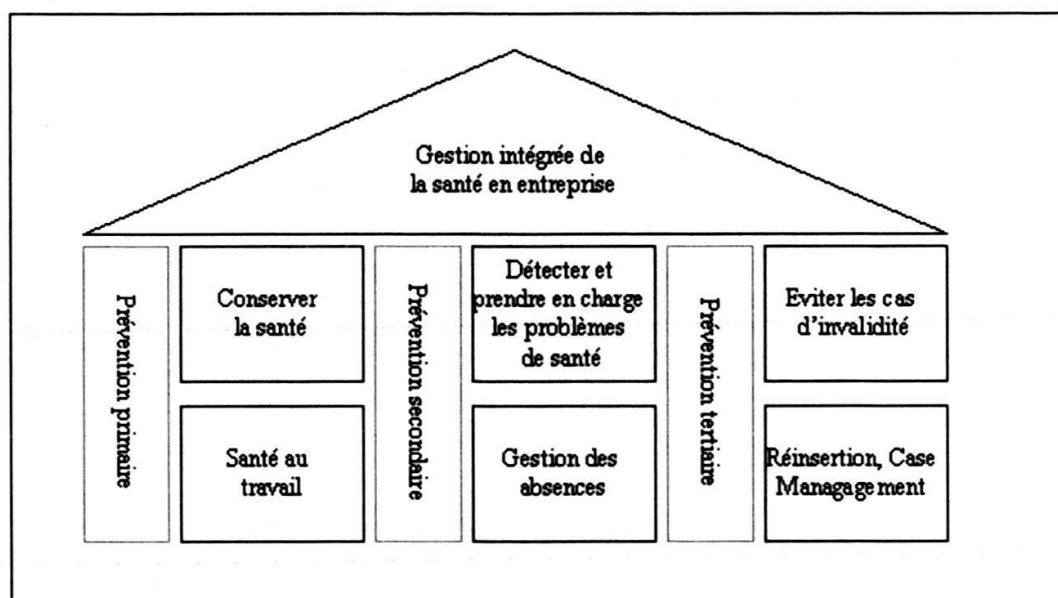 Gestion intégrée de
la santé en entreprise
Prévention primaire
Conserver
la santé
Santé au
travail
Prévention secondaire
Détecter et
prendre en charge
les problèmes
de santé
Gestion des
absences
Prévention tertiaire
Eviter les cas
d'invalidité
Réinsertion, Case
Managagement